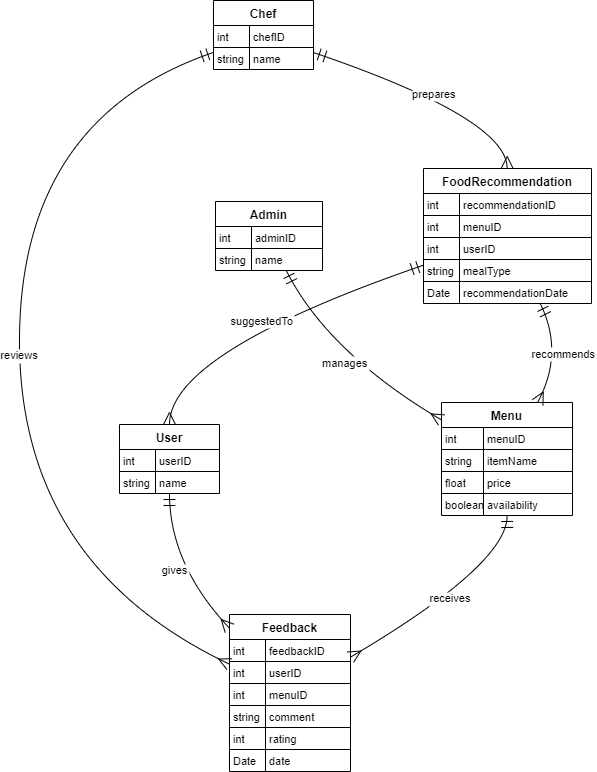 Chef
int chefID
string name
prepares
FoodRecommendation
int recommendationID
int menuID
int userID
string mealType
Date recommendationDate
Admin
int adminID
string name
suggestedTo
reviews
manages
recommends
Menu
int menuID
string itemName
float price
boolean availability
User
int userID
string name
gives
receives
Feedback
int feedbackID
int userID
int menuID
string comment
int rating
Date date